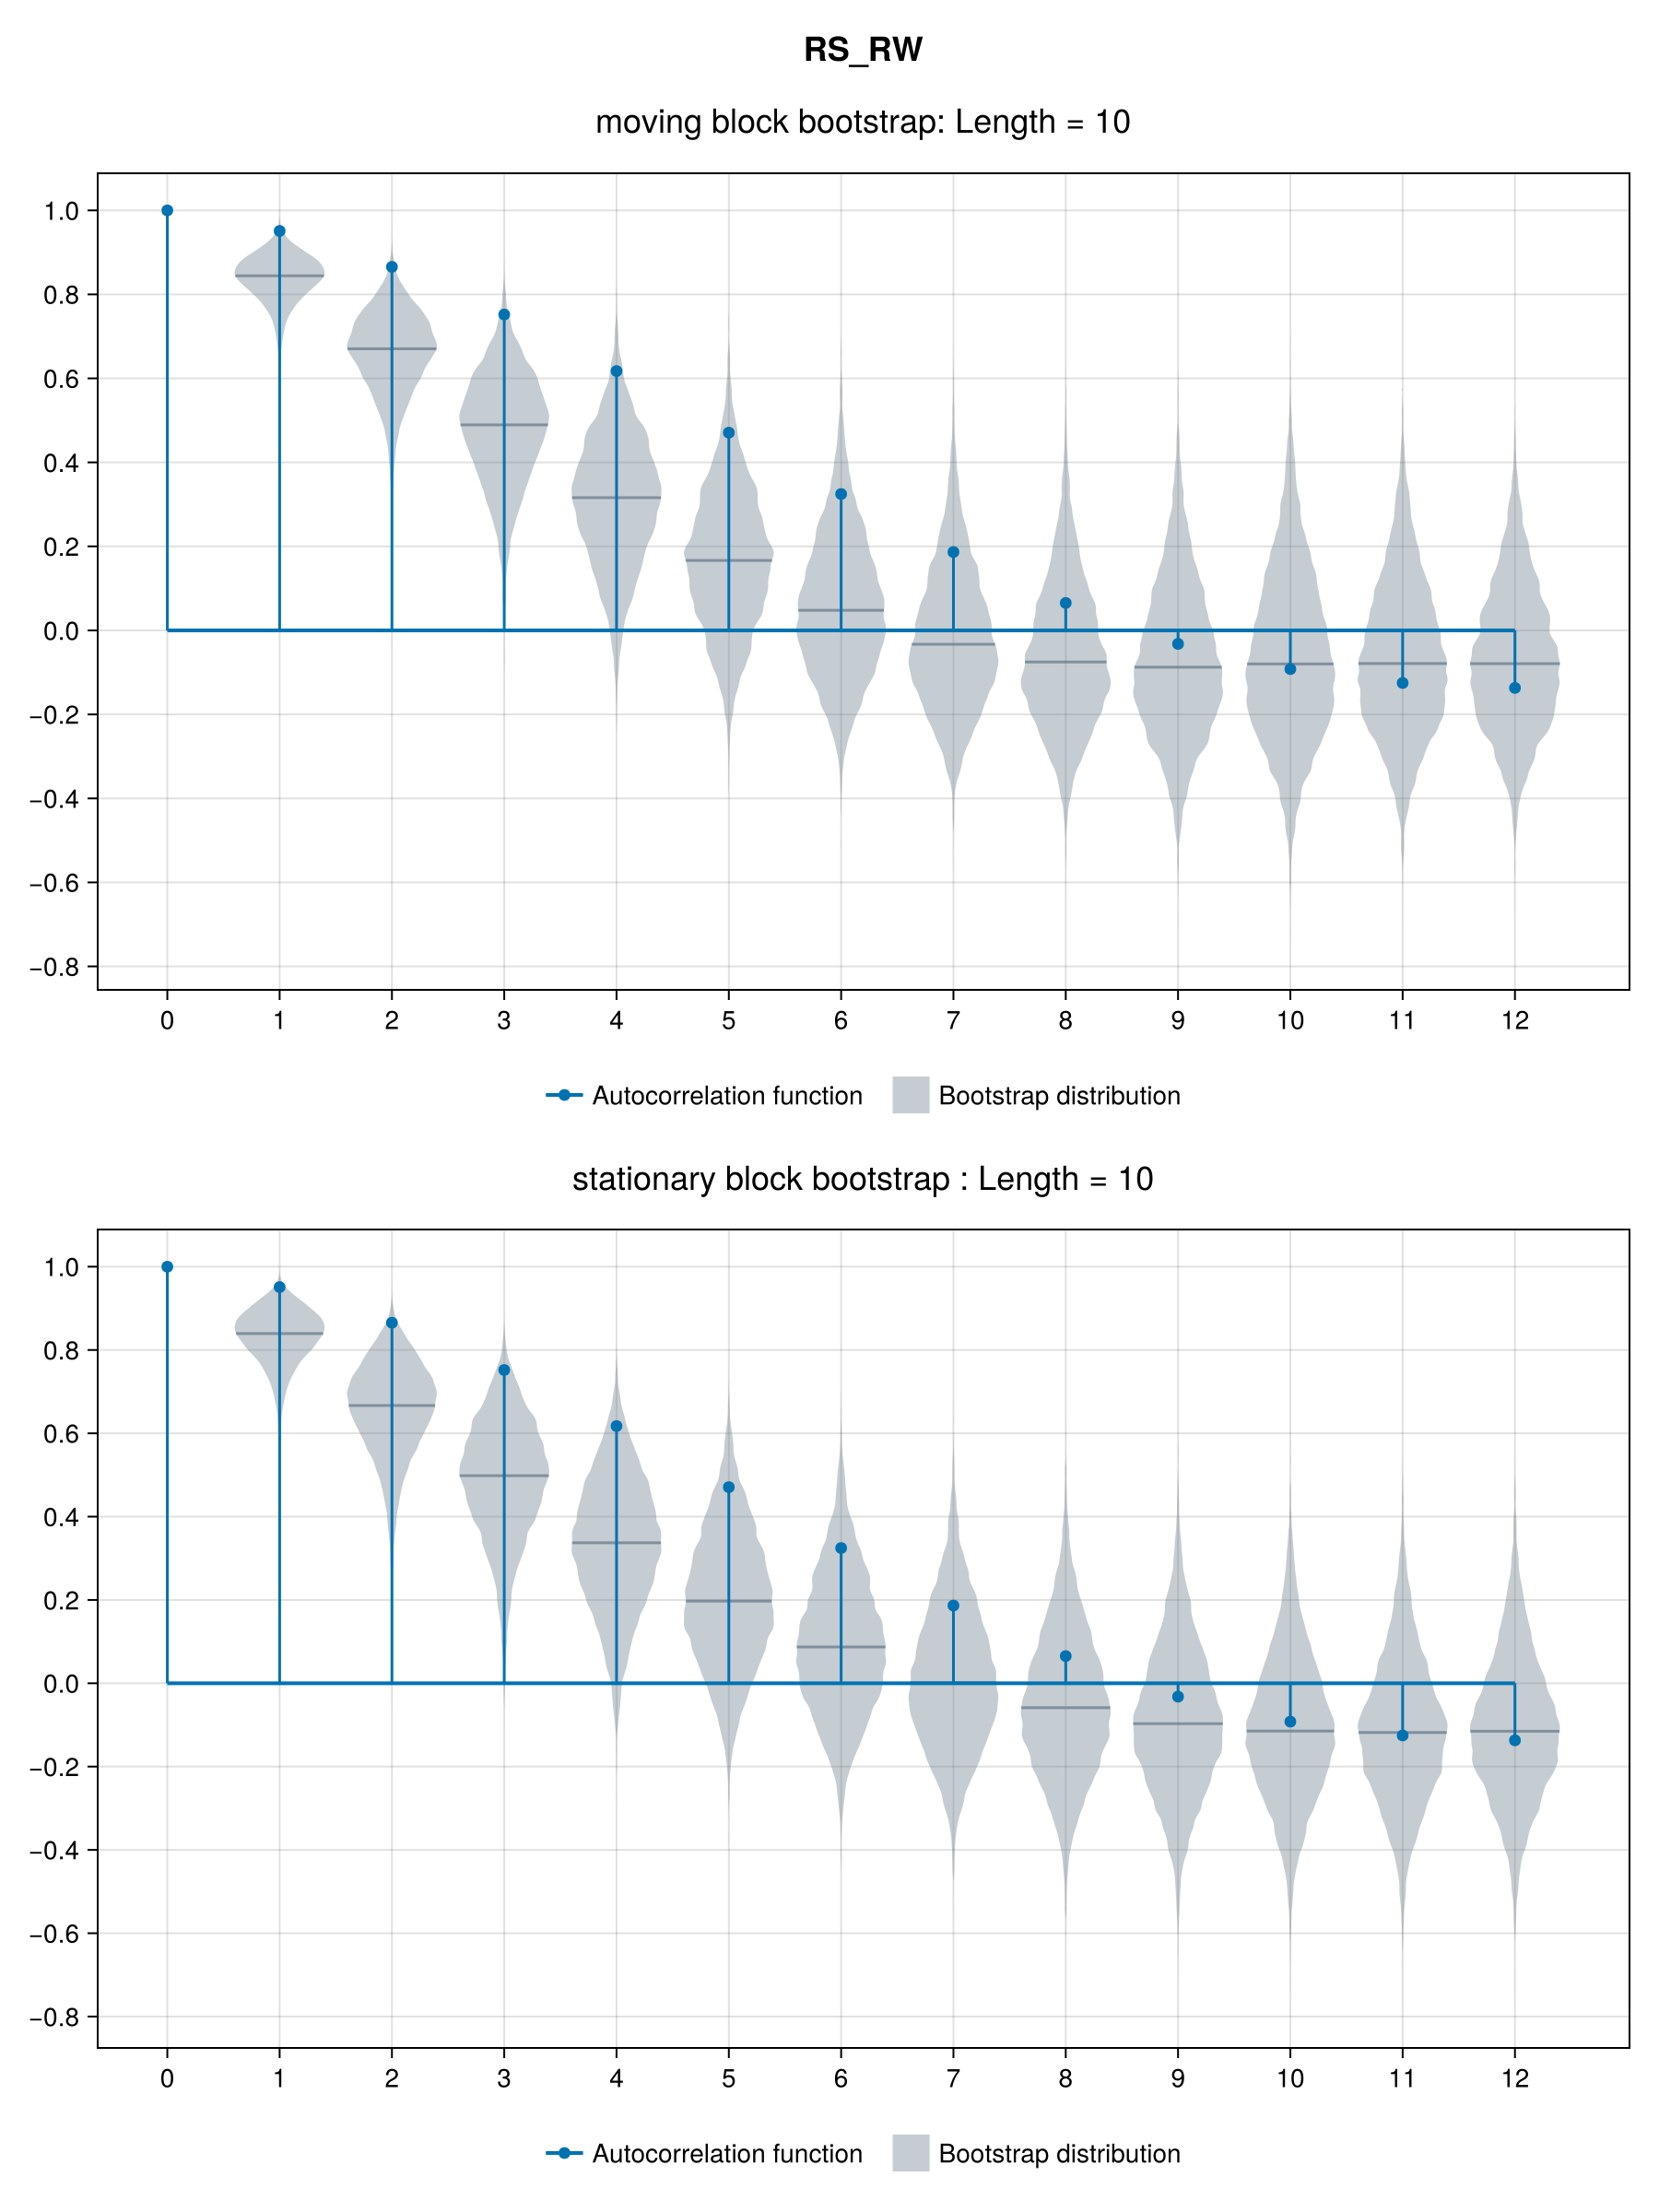 RS_RW
moving block bootstrap: Length = 10
1.0
0.8
0.6
0.4
0.2
0.0
−0.2
−0.4
−0.6
−0.8
0 1 2 3 4 5 6 7 8 9 10 11 12
Autocorrelation function Bootstrap distribution
stationary block bootstrap : Length = 10
1.0
0.8
0.6
0.4
0.2
0.0
−0.2
−0.4
−0.6
−0.8
0 1 2 3 4 5 6 7 8 9 10 11 12
Autocorrelation function Bootstrap distribution